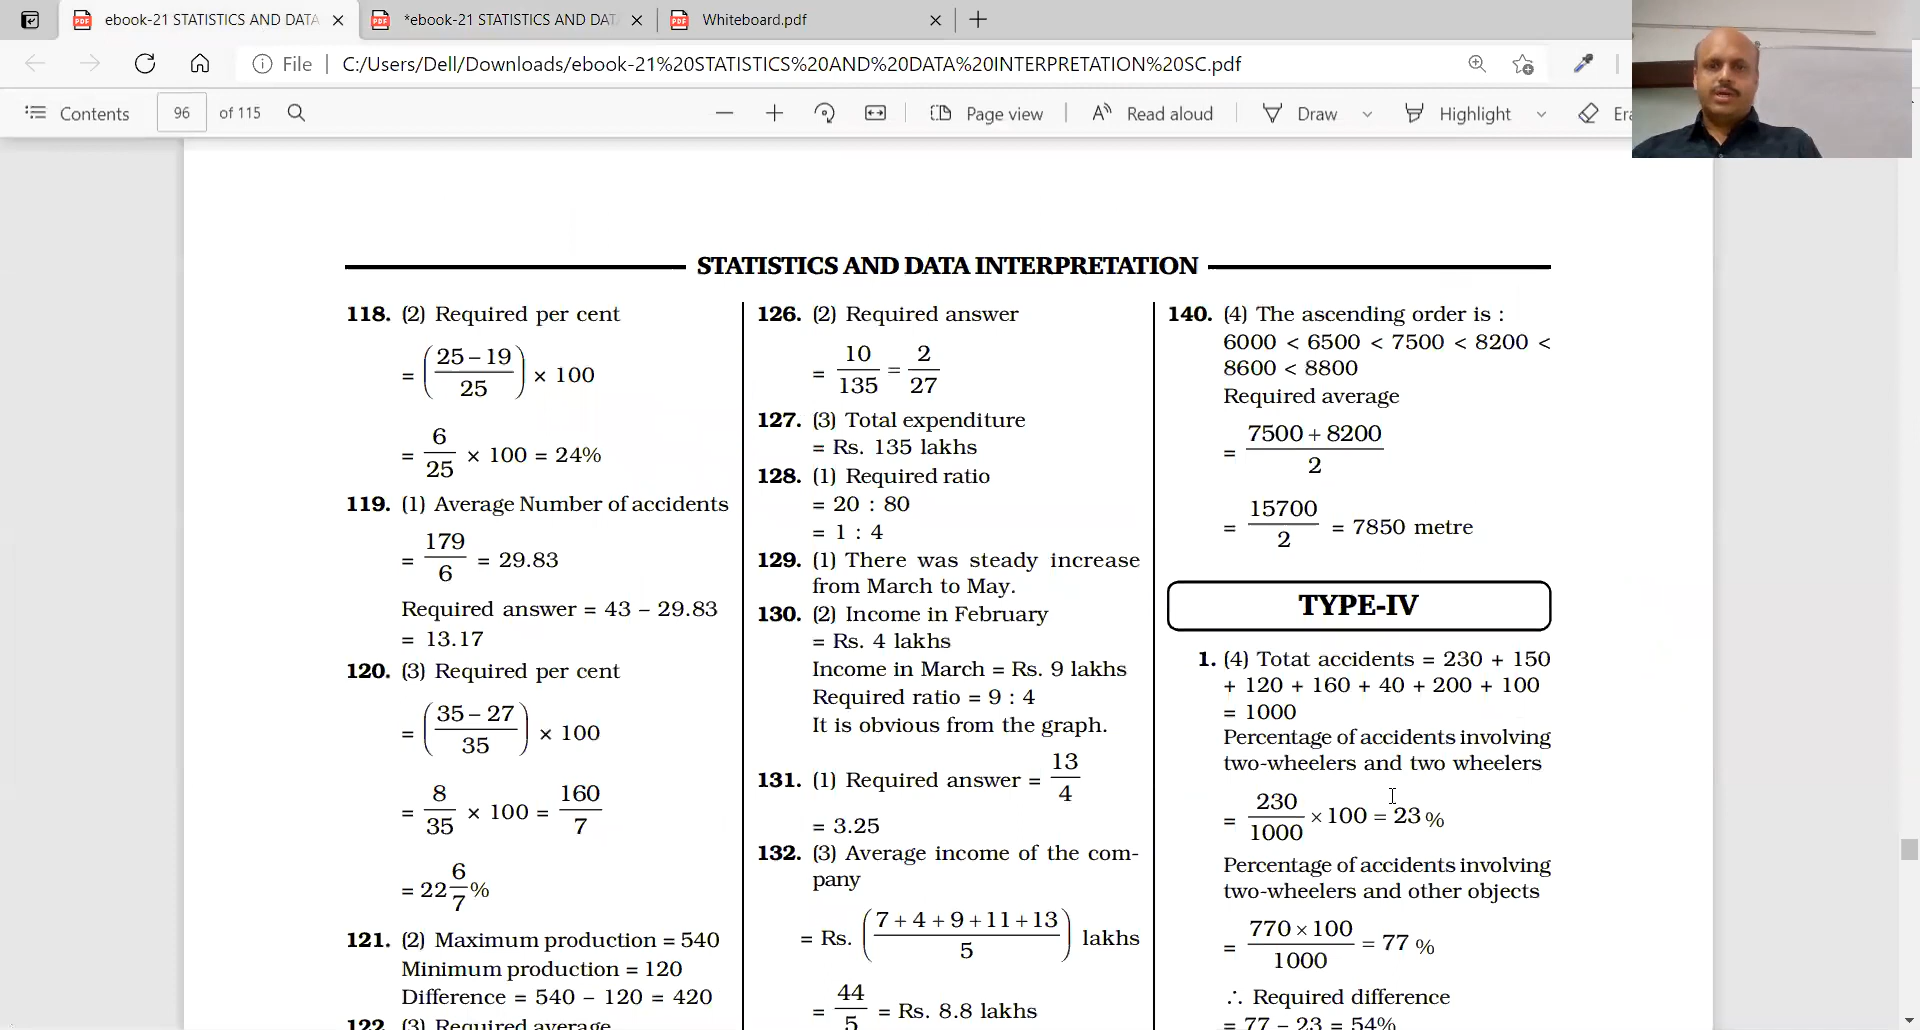 ebook-21 STATISTICS AND DATA
*ebook-21 STATISTICS AND DAT
Whiteboard.pdf
File
C:/Users/Dell/Downloads/ebook-21%20STATISTICS%20AND%20DATA%20INTERPRETATION%20SC.pdf
Contents
96
of 115
Page view
Read aloud
Draw
Highlight
Era
STATISTICS AND DATA INTERPRETATION
118. (2) Required per cent
= (25 – 19 / 25) × 100
= 6/25 × 100 = 24%
119. (1) Average Number of accidents
= 179/6 = 29.83
Required answer = 43 – 29.83
= 13.17
120. (3) Required per cent
= (35 – 27 / 35) × 100
= 8/35 × 100 = 160/7
= 22 6/7 %
121. (2) Maximum production = 540
Minimum production = 120
Difference = 540 – 120 = 420
122. (3) Required average
126. (2) Required answer
= 10/135 = 2/27
127. (3) Total expenditure
= Rs. 135 lakhs
128. (1) Required ratio
= 20 : 80
= 1 : 4
129. (1) There was steady increase
from March to May.
130. (2) Income in February
= Rs. 4 lakhs
Income in March = Rs. 9 lakhs
Required ratio = 9 : 4
It is obvious from the graph.
131. (1) Required answer = 13/4
= 3.25
132. (3) Average income of the com-
pany
= Rs. (7 + 4 + 9 + 11 + 13 / 5) lakhs
= 44/5 = Rs. 8.8 lakhs
140. (4) The ascending order is :
6000 < 6500 < 7500 < 8200 <
8600 < 8800
Required average
= 7500 + 8200 / 2
= 15700/2 = 7850 metre
TYPE-IV
1. (4) Totat accidents = 230 + 150
+ 120 + 160 + 40 + 200 + 100
= 1000
Percentage of accidents involving
two-wheelers and two wheelers
= 230/1000 × 100 = 23 %
Percentage of accidents involving
two-wheelers and other objects
= 770 × 100 / 1000 = 77 %
∴ Required difference
= 77 – 23 = 54%